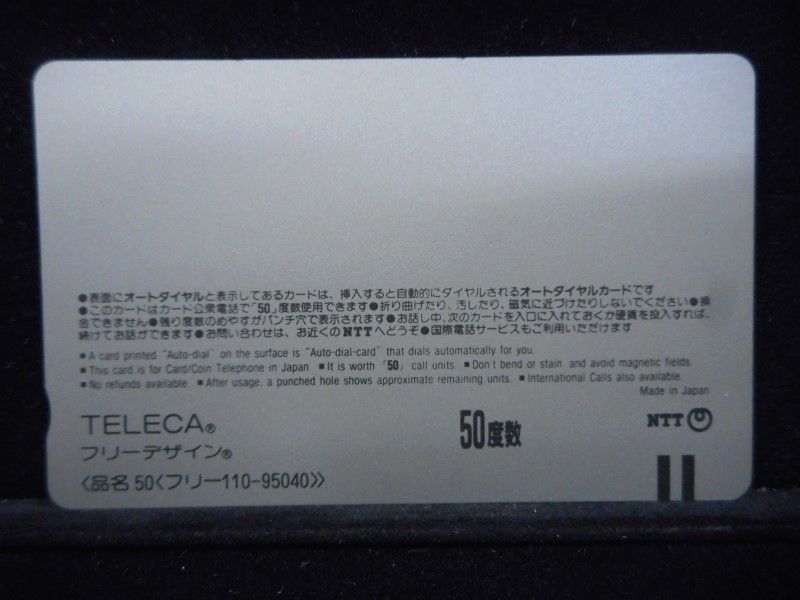 ●表面にオートダイヤルと表示してあるカードは、挿入すると自動的にダイヤルされるオートダイヤルカードです
●このカードはカード公衆電話で「50」度数使用できます●折り曲げたり、汚したり、磁気に近づけたりしないでください●換
金できません●残り度数のめやすがパンチ穴で表示されます●お話し中、次のカードを入口に入れておくか硬貨を投入すれば、
続けてお話ができます●お問い合わせは、お近くのNTTへどうぞ●国際電話サービスもご利用いただけます
■A card printed "Auto-dial" on the surface is "Auto-dial-card" that dials automatically for you.
■This card is for Card/Coin Telephone in Japan. ■It is worth「50」call units. ■Don't bend or stain and avoid magnetic fields.
■No refunds available. ■After usage, a punched hole shows approximate remaining units. ■International Calls also available.
Made in Japan
TELECA®
フリーデザイン®
〈品名 50〈フリー110-95040〉〉
50度数
NTT